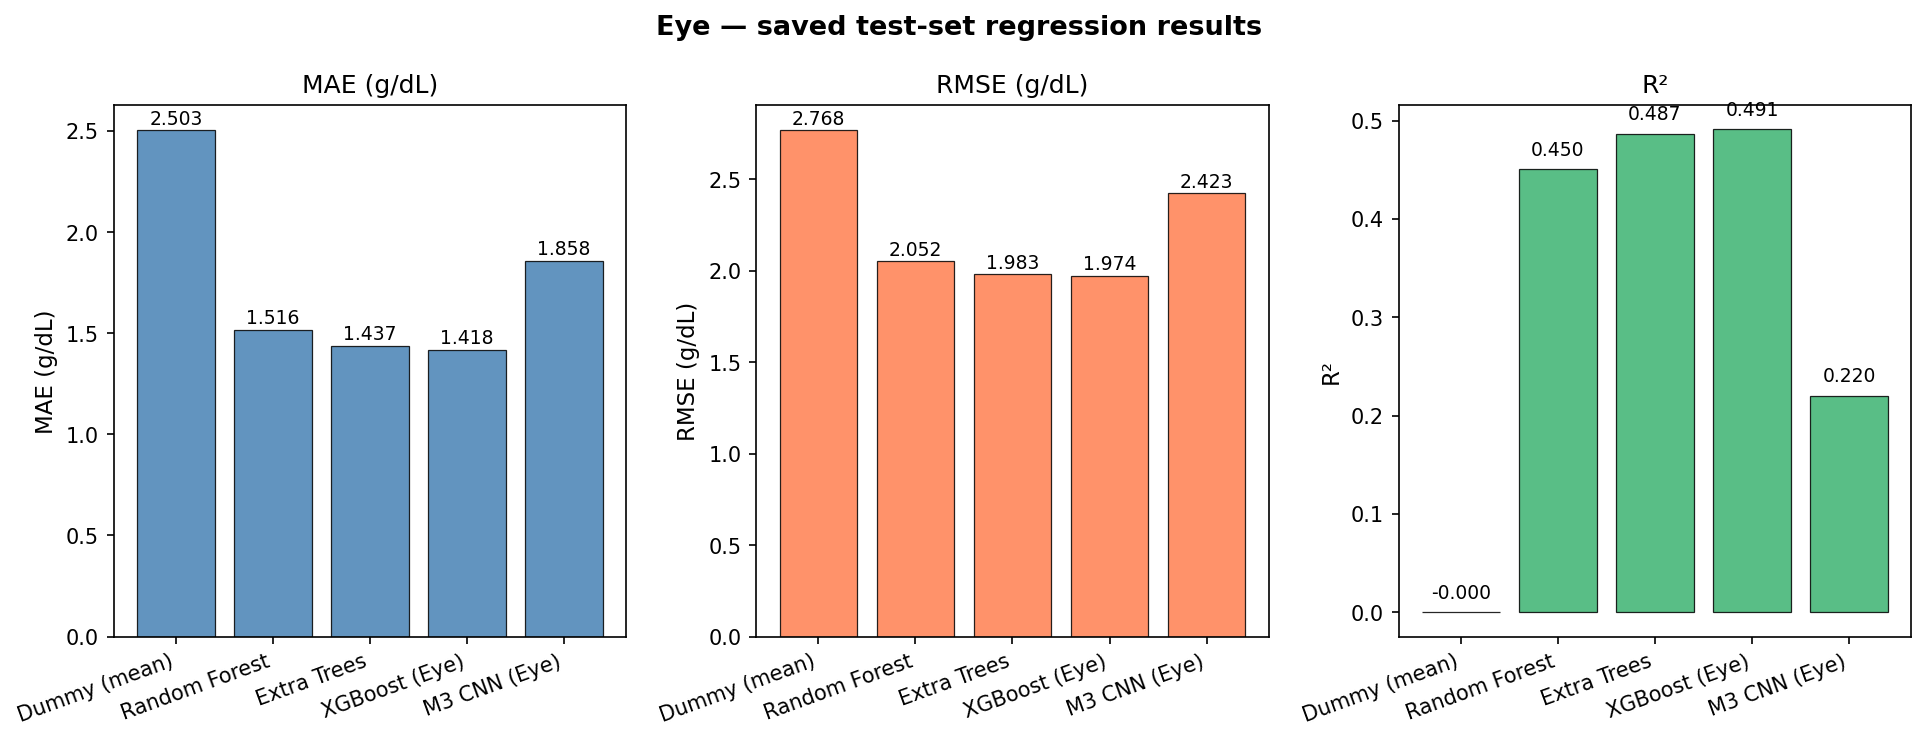 Eye — saved test-set regression results
MAE (g/dL)
MAE (g/dL)
2.5
2.0
1.5
1.0
0.5
0.0
2.503
1.516
1.437
1.418
1.858
Dummy (mean)
Random Forest
Extra Trees
XGBoost (Eye)
M3 CNN (Eye)
RMSE (g/dL)
RMSE (g/dL)
2.5
2.0
1.5
1.0
0.5
0.0
2.768
2.052
1.983
1.974
2.423
Dummy (mean)
Random Forest
Extra Trees
XGBoost (Eye)
M3 CNN (Eye)
R²
R²
0.5
0.4
0.3
0.2
0.1
0.0
-0.000
0.450
0.487
0.491
0.220
Dummy (mean)
Random Forest
Extra Trees
XGBoost (Eye)
M3 CNN (Eye)